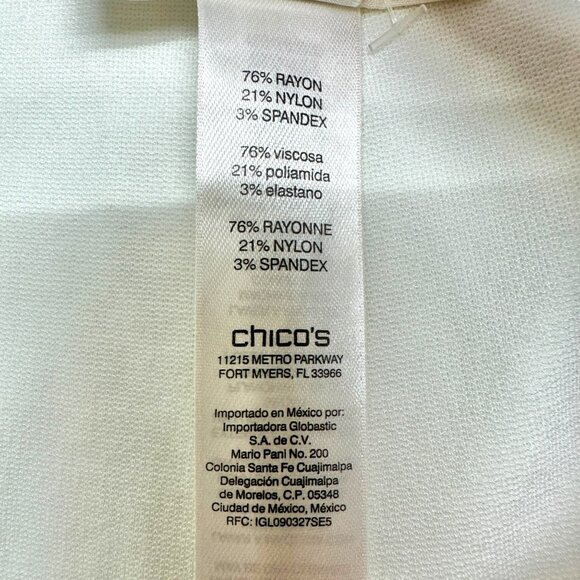 76% RAYON
21% NYLON
3% SPANDEX
76% viscosa
21% poliamida
3% elastano
76% RAYONNE
21% NYLON
3% SPANDEX
chico's
11215 METRO PARKWAY
FORT MYERS, FL 33966
Importado en México por:
Importadora Globastic
S.A. de C.V.
Mario Pani No. 200
Colonia Santa Fe Cuajimalpa
Delegación Cuajimalpa
de Morelos, C.P. 05348
Ciudad de México, México
RFC: IGL090327SE5